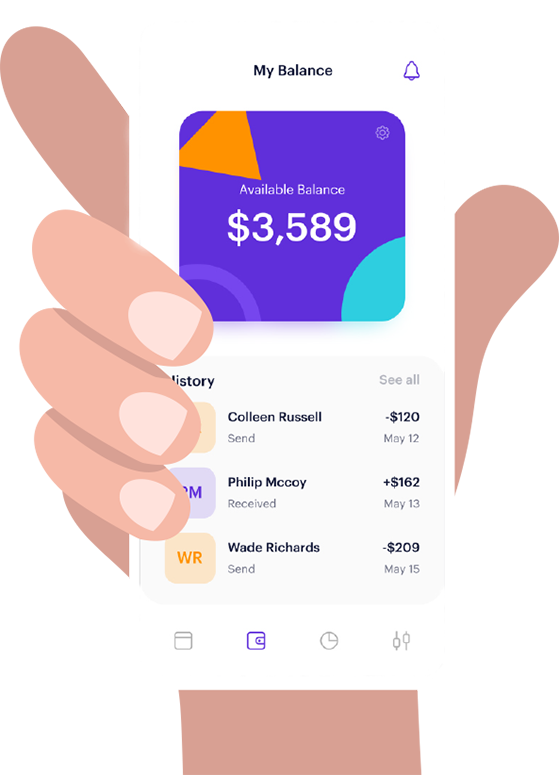 My Balance
Available Balance
$3,589
History
See all
Colleen Russell
-$120
Send
May 12
PM
Philip Mccoy
+$162
Received
May 13
WR
Wade Richards
-$209
Send
May 15